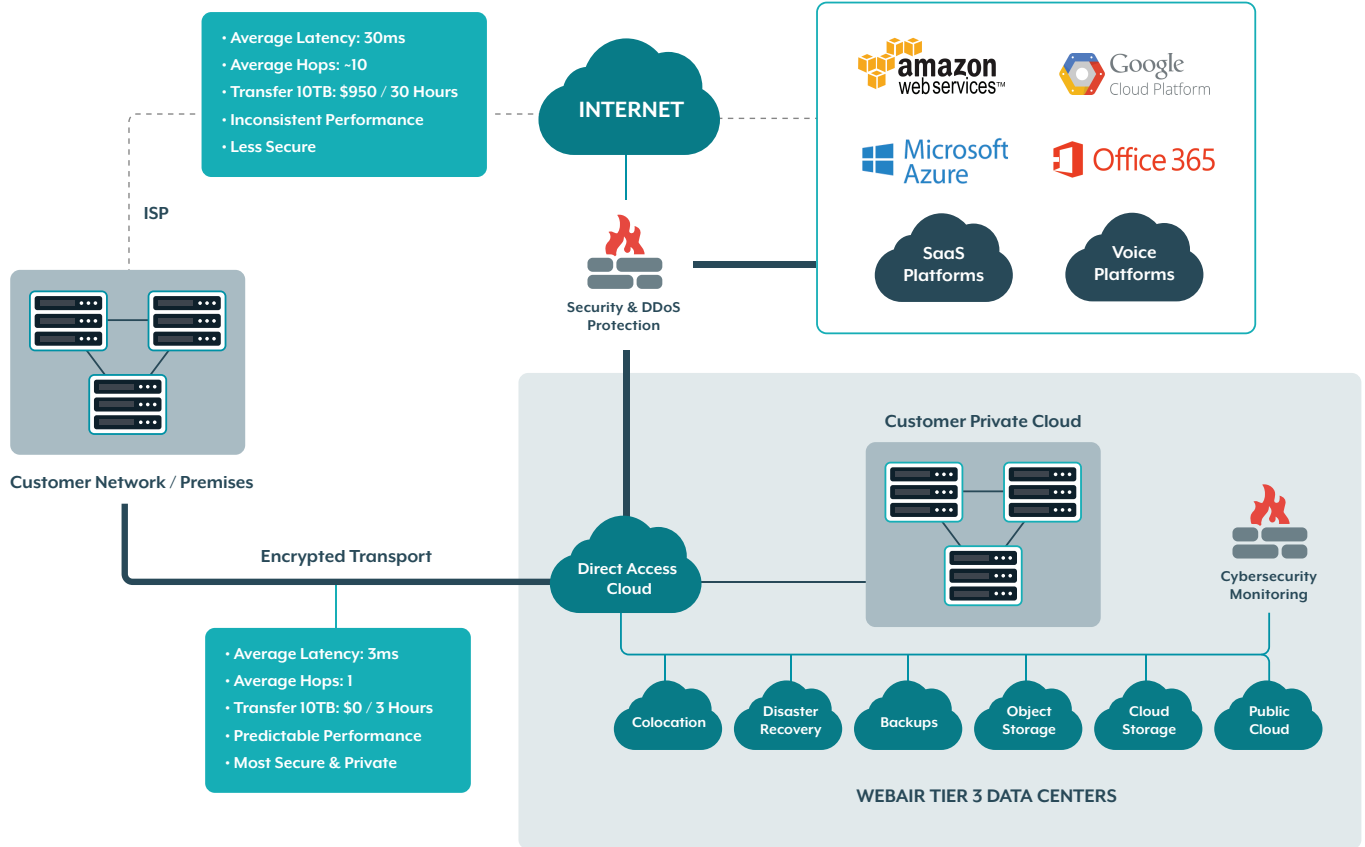 • Average Latency: 30ms
• Average Hops: ~10
• Transfer 10TB: $950 / 30 Hours
• Inconsistent Performance
• Less Secure
INTERNET
amazon
web services™
Google
Cloud Platform
Microsoft
Azure
Office 365
SaaS
Platforms
Voice
Platforms
ISP
Security & DDoS
Protection
Customer Network / Premises
Customer Private Cloud
Encrypted Transport
Direct Access
Cloud
Cybersecurity
Monitoring
• Average Latency: 3ms
• Average Hops: 1
• Transfer 10TB: $0 / 3 Hours
• Predictable Performance
• Most Secure & Private
Colocation
Disaster
Recovery
Backups
Object
Storage
Cloud
Storage
Public
Cloud
WEBAIR TIER 3 DATA CENTERS